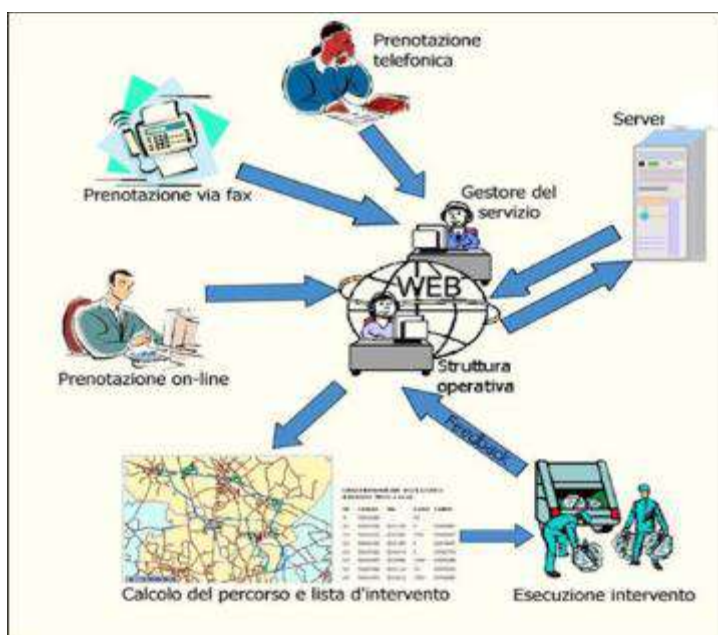 Prenotazione
telefonica
Server
Prenotazione via fax
Gestore del
servizio
WEB
Prenotazione on-line
Struttura
operativa
Feedback
Calcolo del percorso e lista d'intervento
Esecuzione intervento